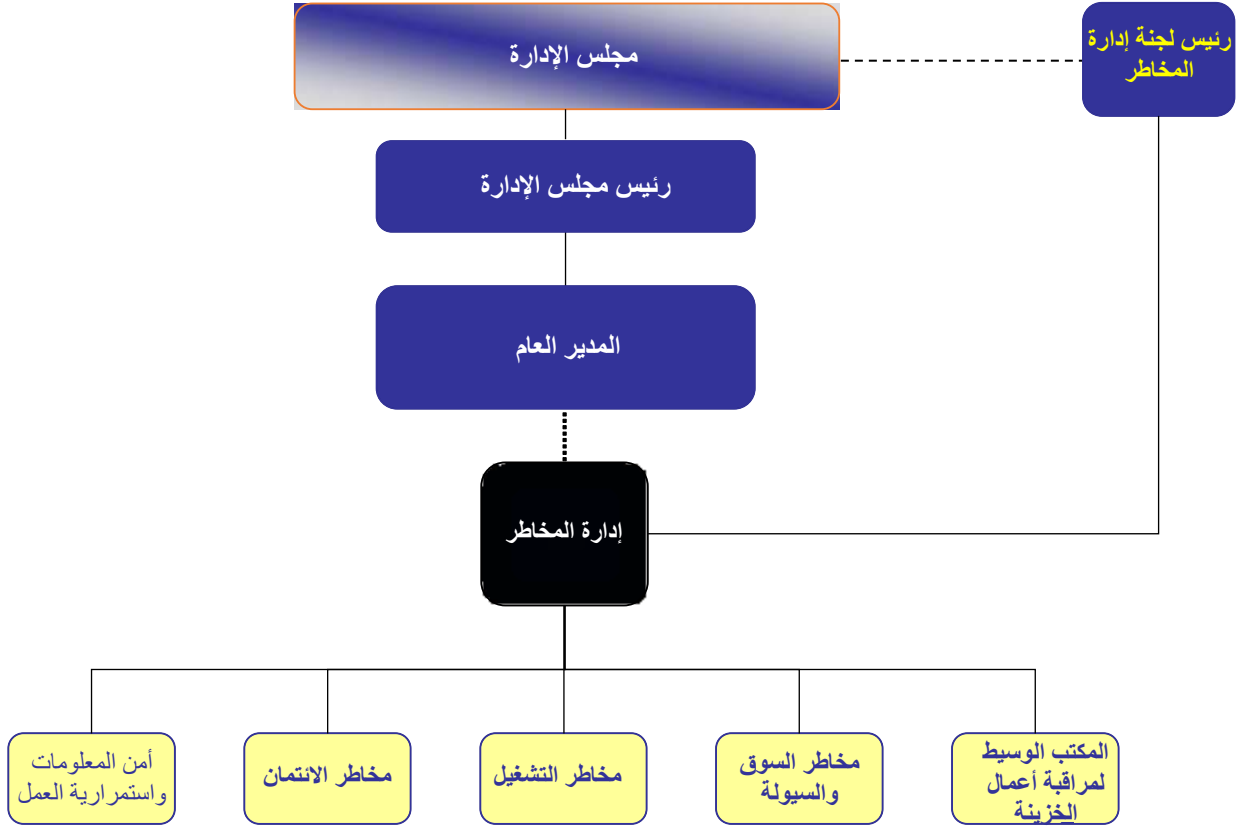 مجلس الإدارة
رئيس لجنة إدارة
المخاطر
رئيس مجلس الإدارة
المدير العام
إدارة المخاطر
المكتب الوسيط
لمراقبة أعمال
الخزينة
مخاطر السوق
والسيولة
مخاطر التشغيل
مخاطر الائتمان
أمن المعلومات
واستمرارية العمل